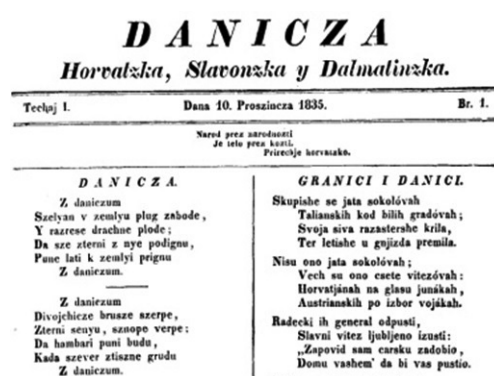 DANICZA
Horvatzka, Slavonzka y Dalmatinzka.
Techaj I. Dana 10. Proszincza 1835. Br. 1.
Narod prez narodnozti
Je telo prez kozti.
Prirechje horvatzko.
DANICZA.
Z daniczum
Szelyan v zemlyu plug zabode,
Y razrese drachne plode;
Da sze zterni z nye podignu,
Pune lati k zemlyi prignu
Z daniczum.
Z daniczum
Divojchicze brusze szerpe,
Zterni senyu, sznope verpe;
Da hambari puni budu,
Kada szever ztiszne grudu
Z daniczum.
GRANICI I DANICI.
Skupishe se jata sokolóvah
Talianskih kod bilih gradóvah;
Svoja siva razastershe krila,
Ter letishe u gnjizda premila.
Nisu ono jata sokolóvah;
Vech su ono csete vitezóvah:
Horvatjánah na glasu junákah,
Austrianskih po izbor vojákah.
Radecki ih general odpusti,
Slavni vitez ljubljeno izusti:
„Zapovid sam carsku zadobio,
Domu vashem' da bi vas pustio.